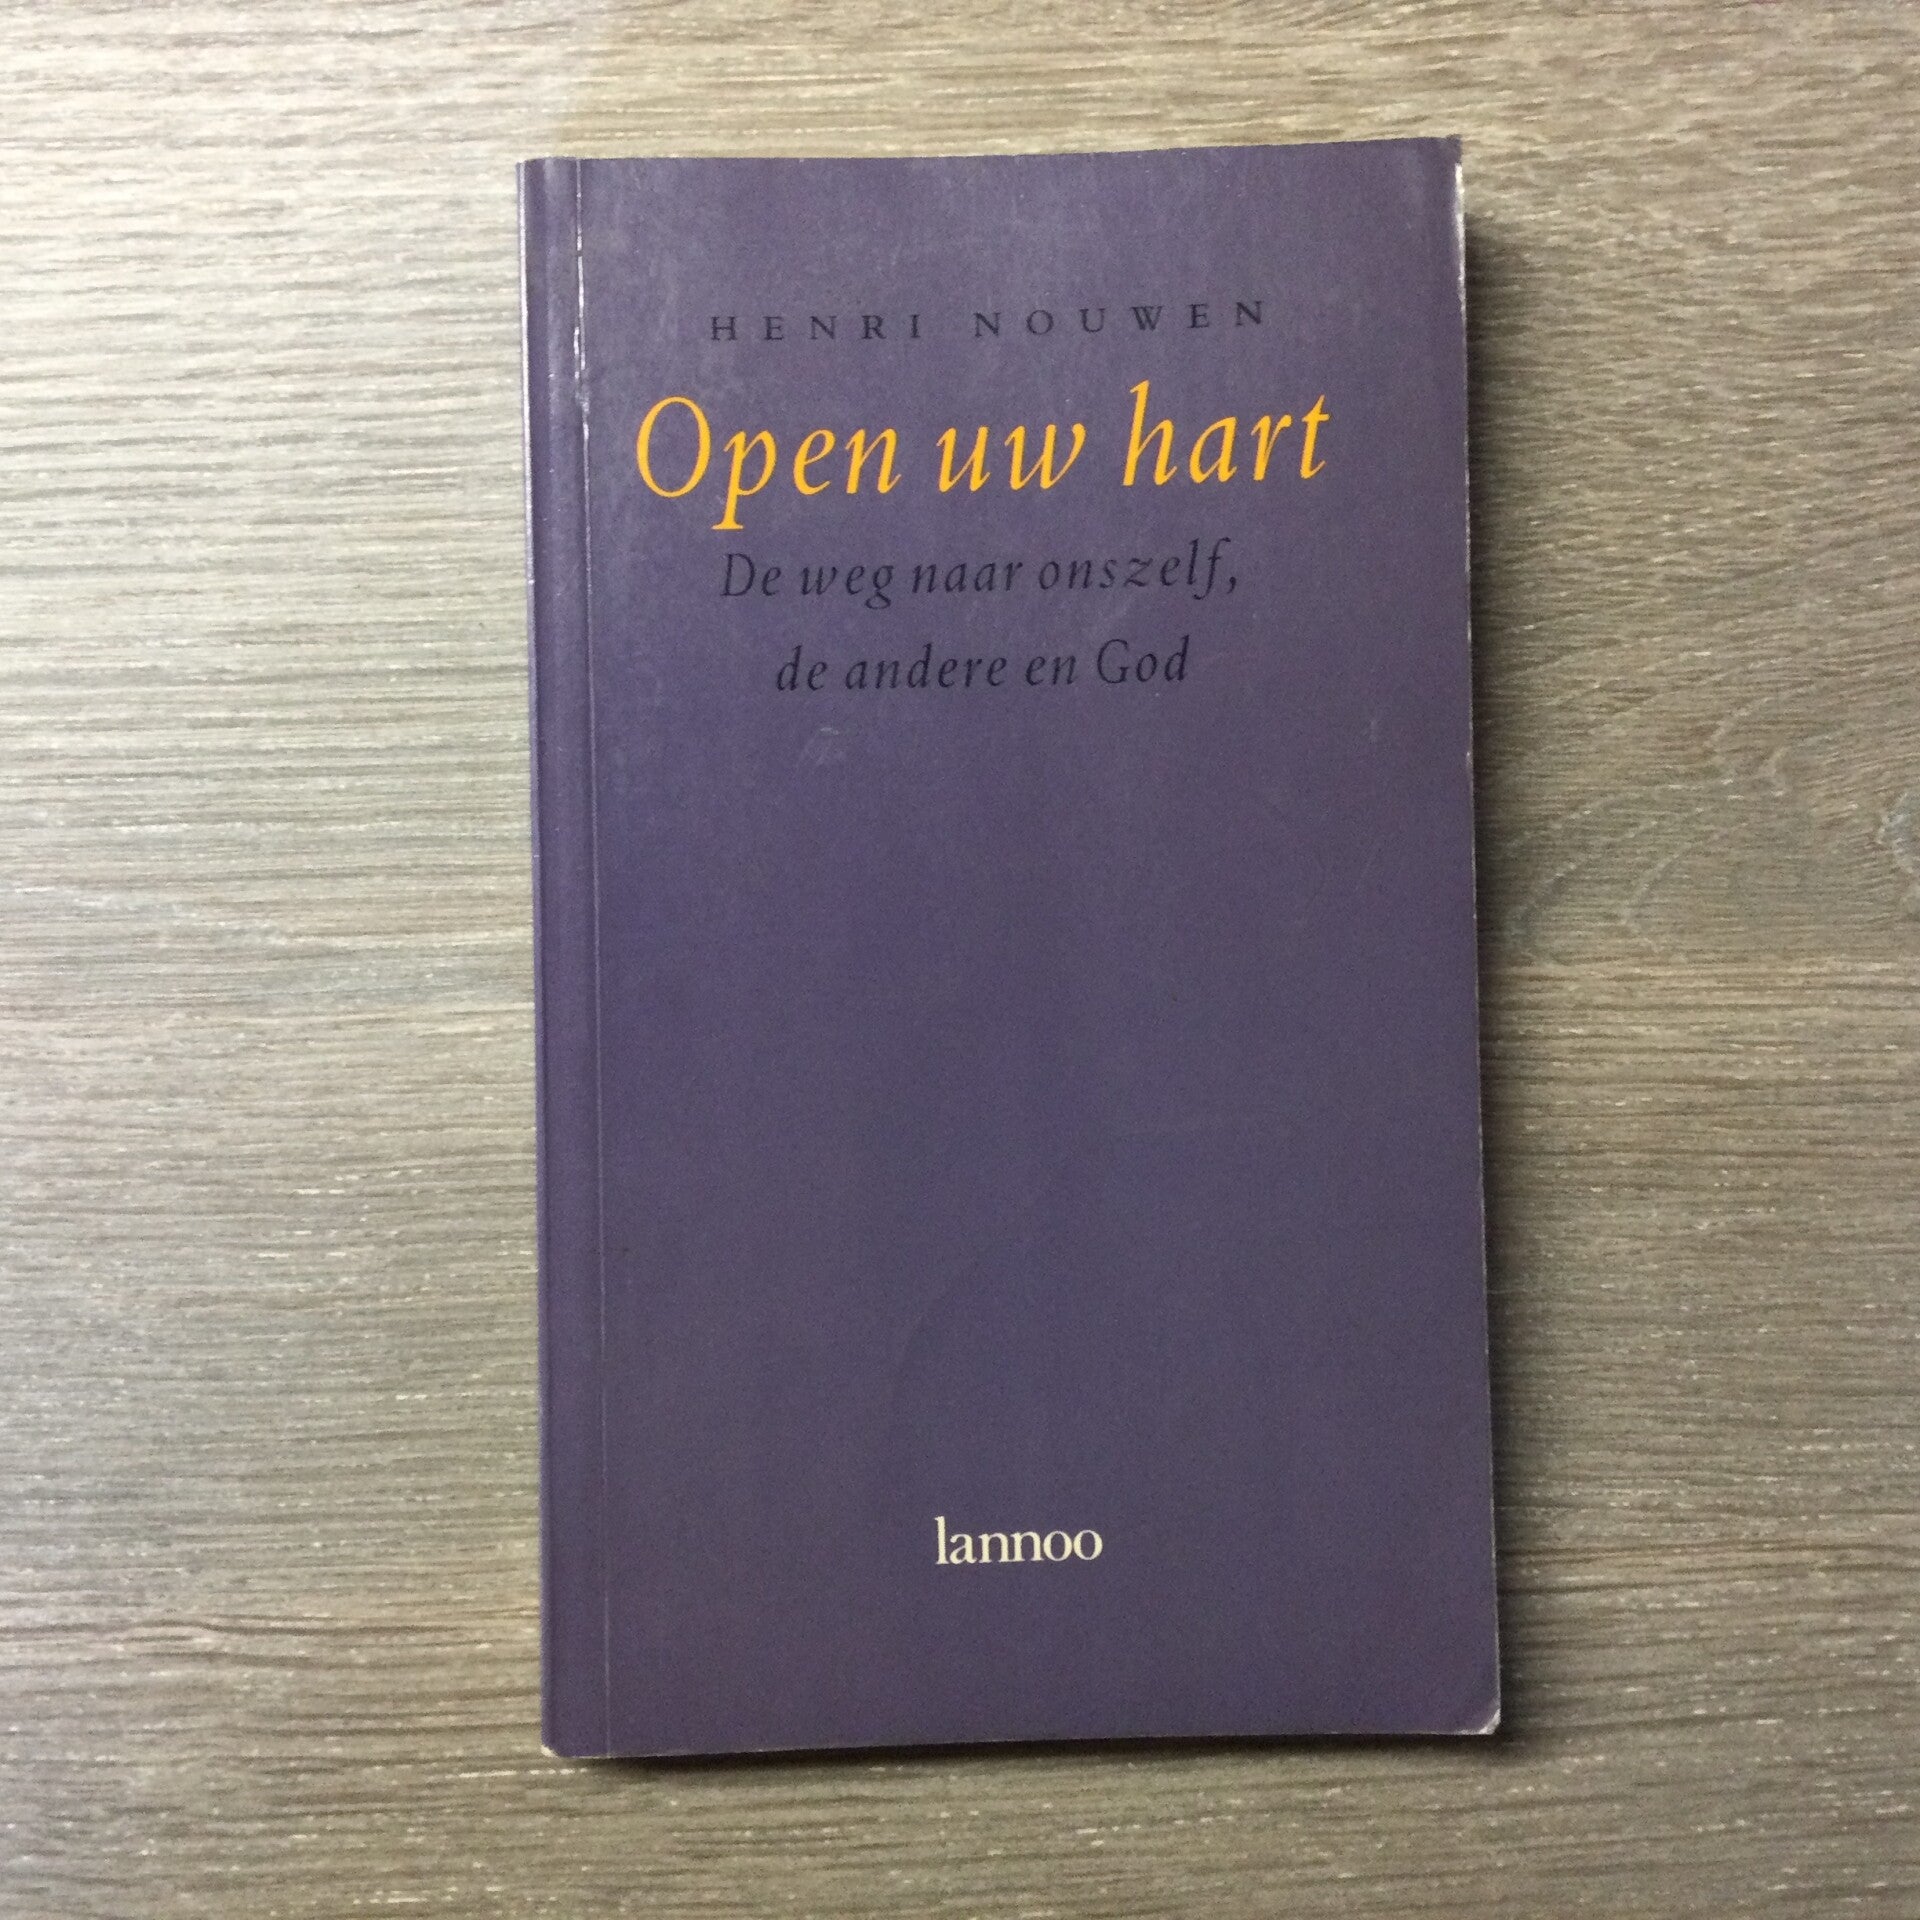 HENRI NOUWEN
Open uw hart
De weg naar onszelf,
de andere en God
lannoo